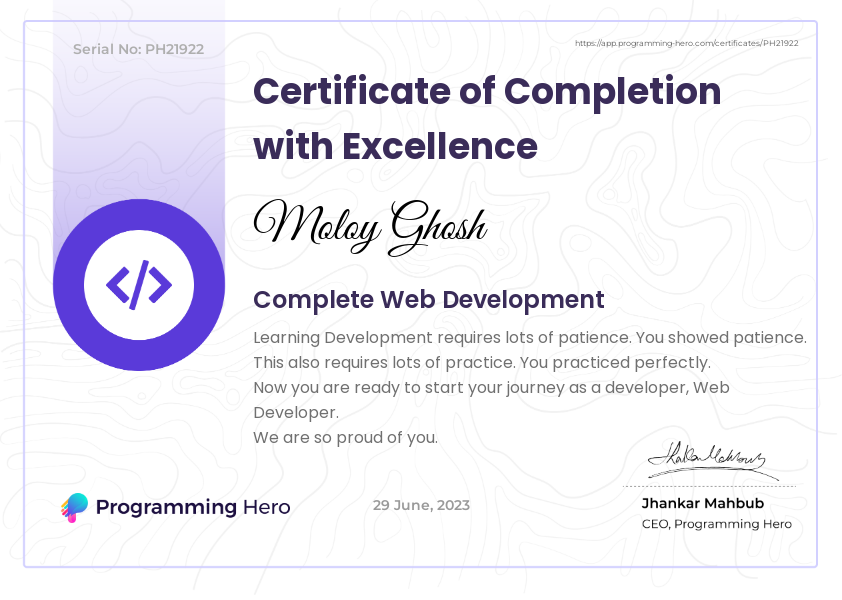 Serial No: PH21922
https://app.programming-hero.com/certificates/PH21922
Certificate of Completion
with Excellence
Moloy Ghosh
Complete Web Development
Learning Development requires lots of patience. You showed patience.
This also requires lots of practice. You practiced perfectly.
Now you are ready to start your journey as a developer, Web
Developer.
We are so proud of you.
Programming Hero
29 June, 2023
Jhankar Mahbub
CEO, Programming Hero